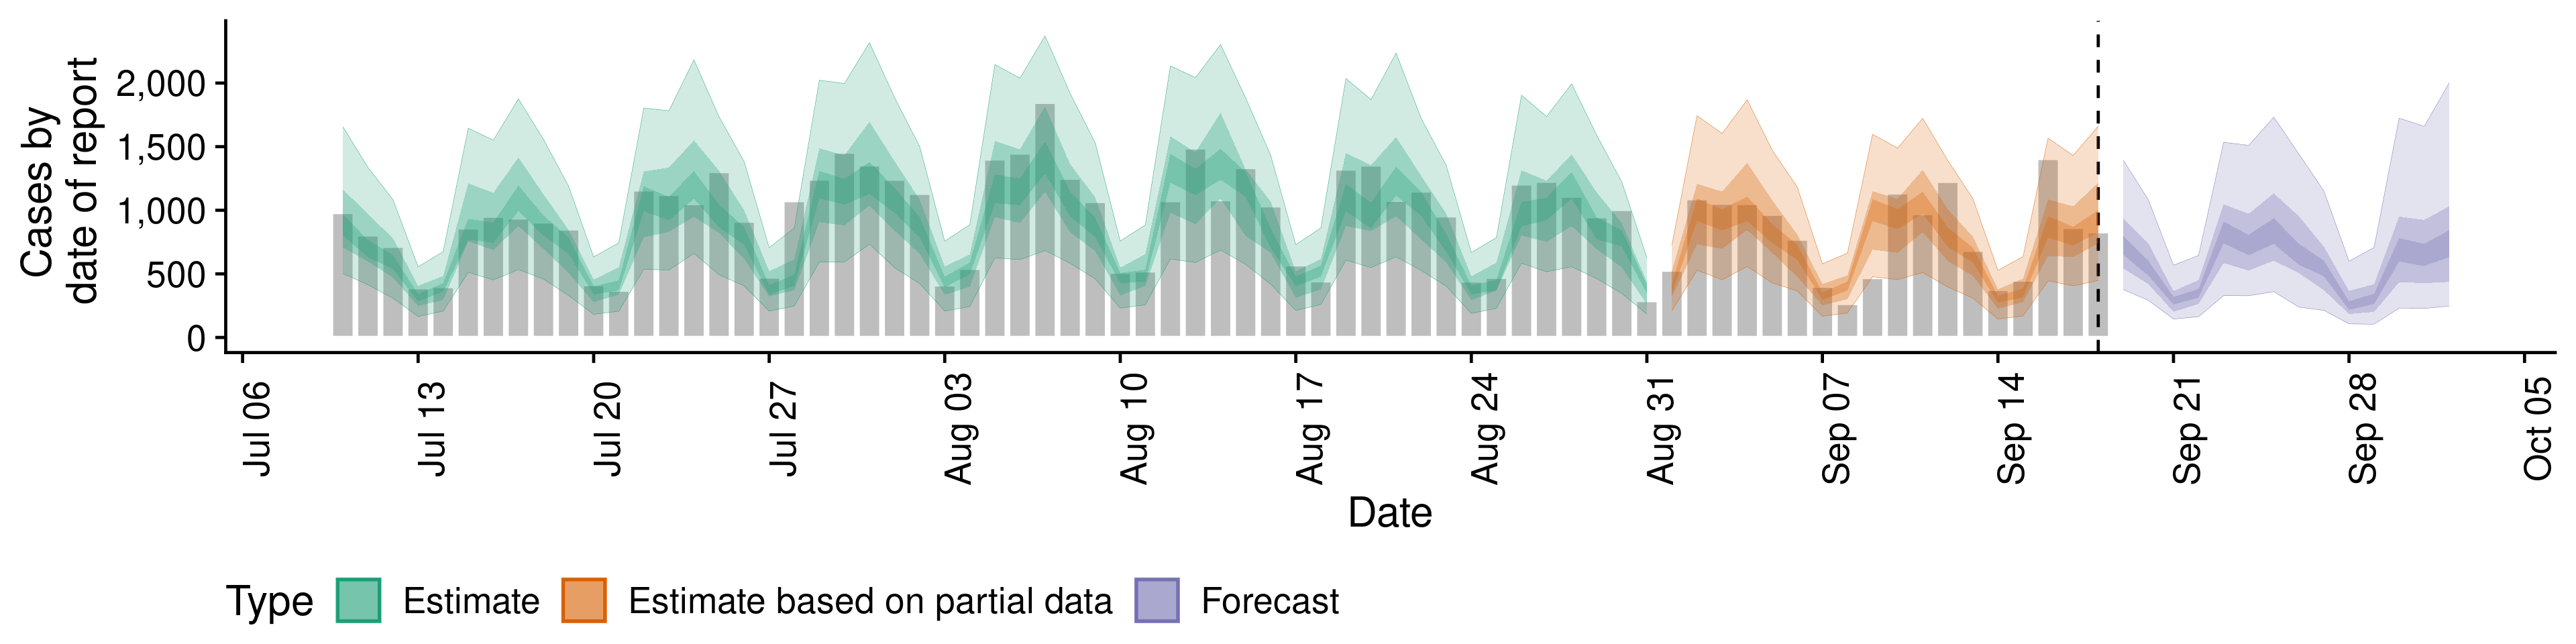 Cases by
date of report
2,000
1,500
1,000
500
0
Jul 06
Jul 13
Jul 20
Jul 27
Aug 03
Aug 10
Aug 17
Aug 24
Aug 31
Sep 07
Sep 14
Sep 21
Sep 28
Oct 05
Date
Type Estimate Estimate based on partial data Forecast